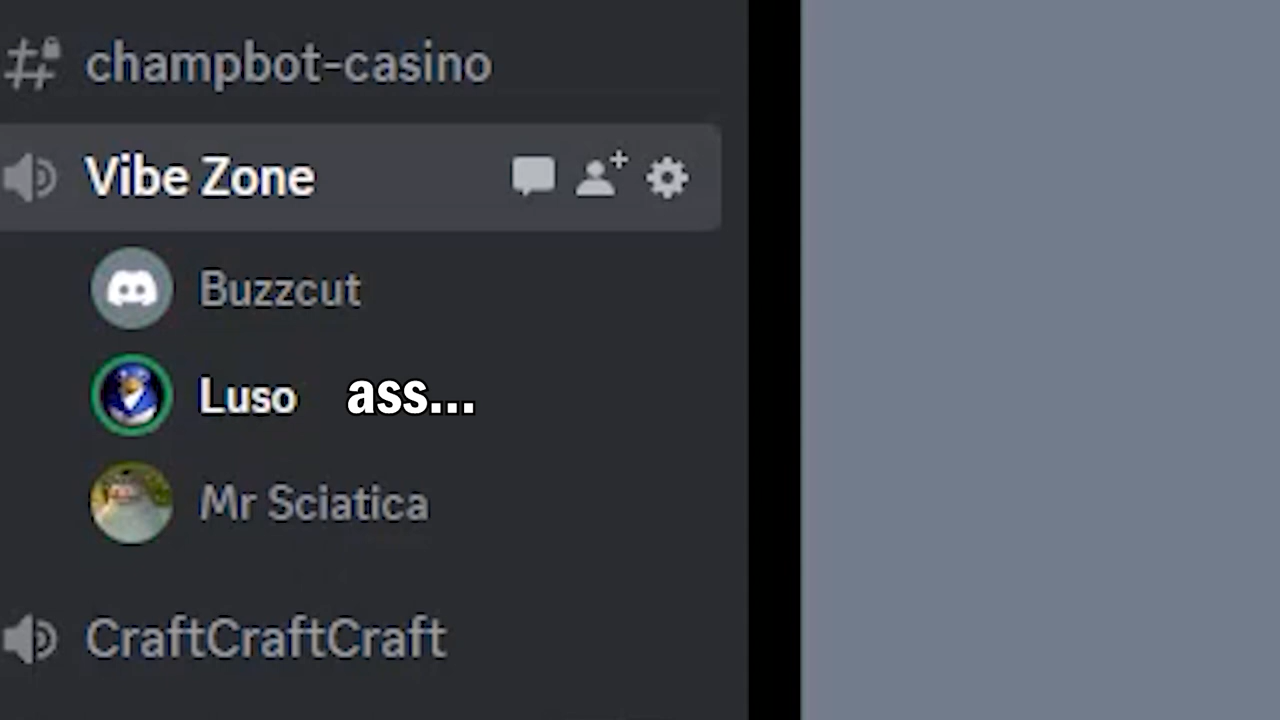 champbot-casino
Vibe Zone
Buzzcut
Luso ass...
Mr Sciatica
CraftCraftCraft